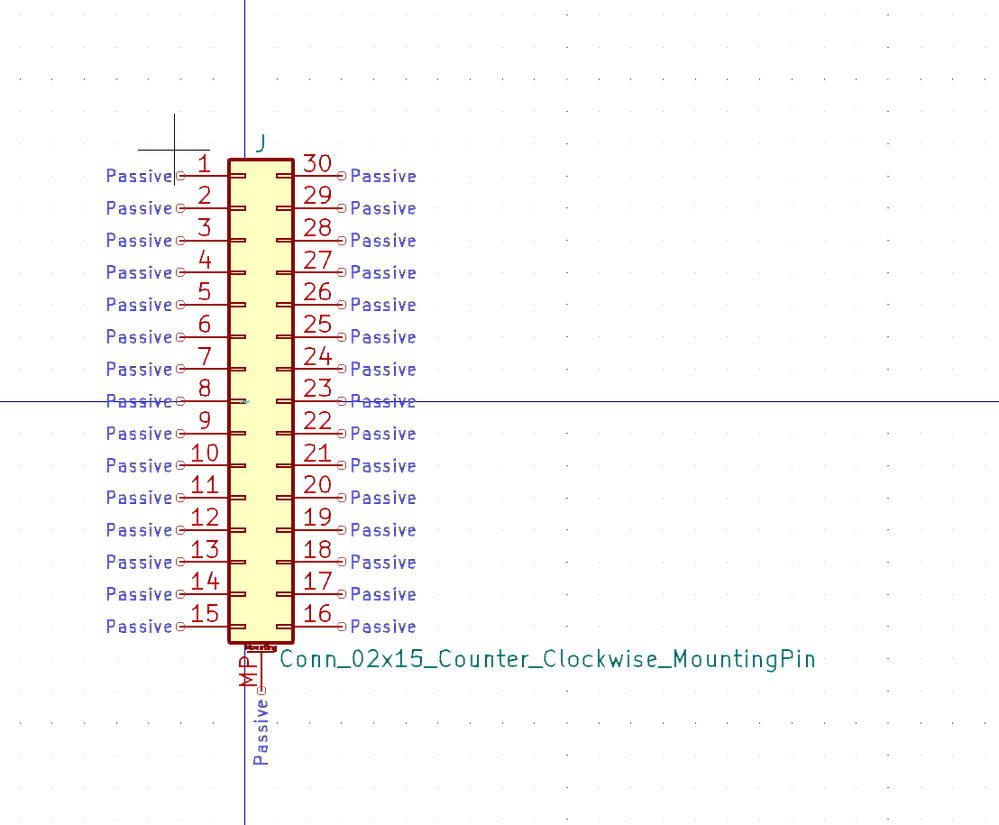 J
Passive 1 30 Passive
Passive 2 29 Passive
Passive 3 28 Passive
Passive 4 27 Passive
Passive 5 26 Passive
Passive 6 25 Passive
Passive 7 24 Passive
Passive 8 23 Passive
Passive 9 22 Passive
Passive 10 21 Passive
Passive 11 20 Passive
Passive 12 19 Passive
Passive 13 18 Passive
Passive 14 17 Passive
Passive 15 16 Passive
Mounting
MP
Conn_02x15_Counter_Clockwise_MountingPin
Passive